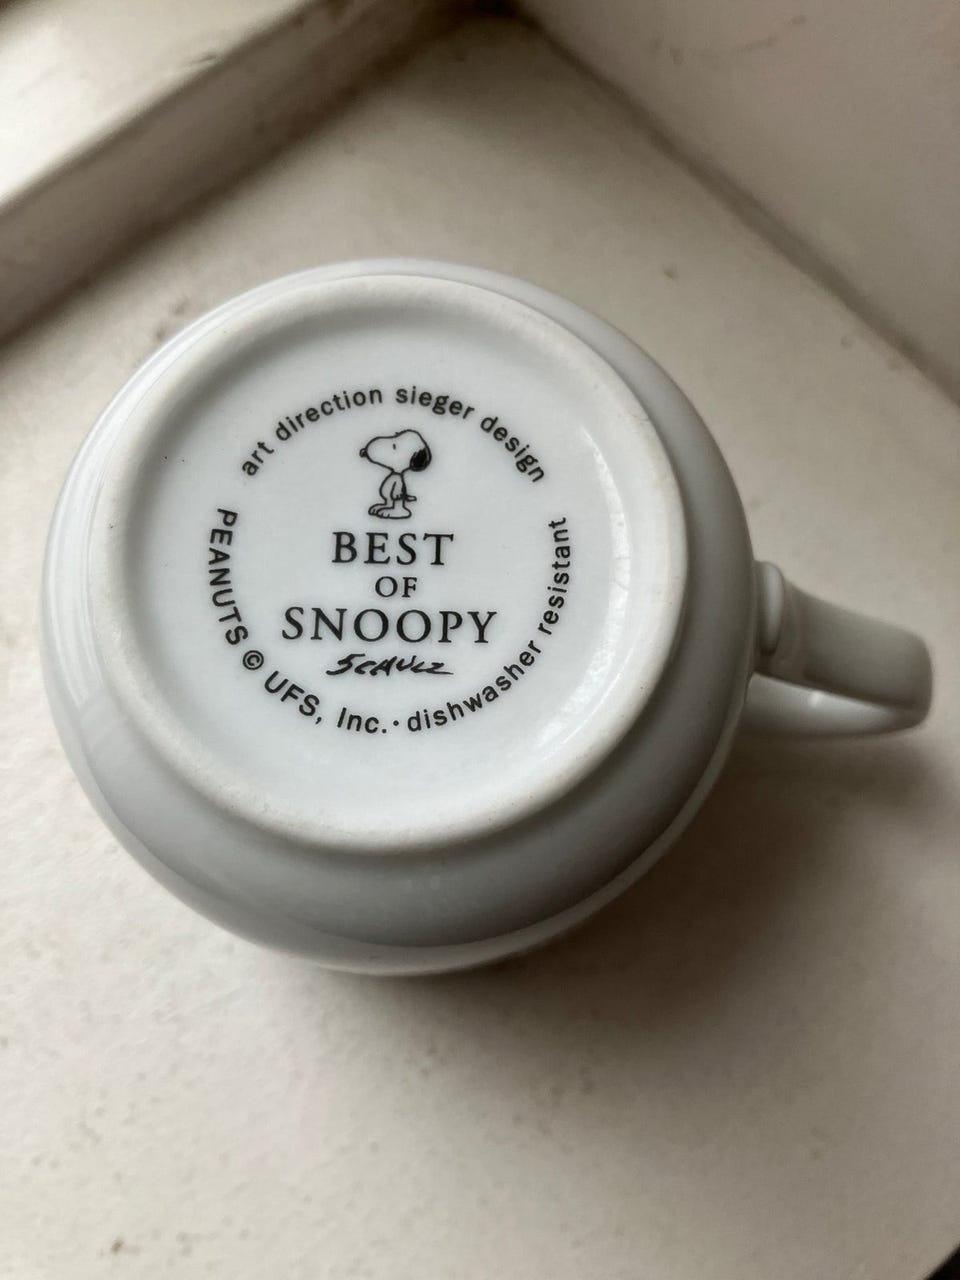 art direction sieger design
BEST
OF
SNOOPY
SCHULZ
PEANUTS © UFS, Inc. · dishwasher resistant